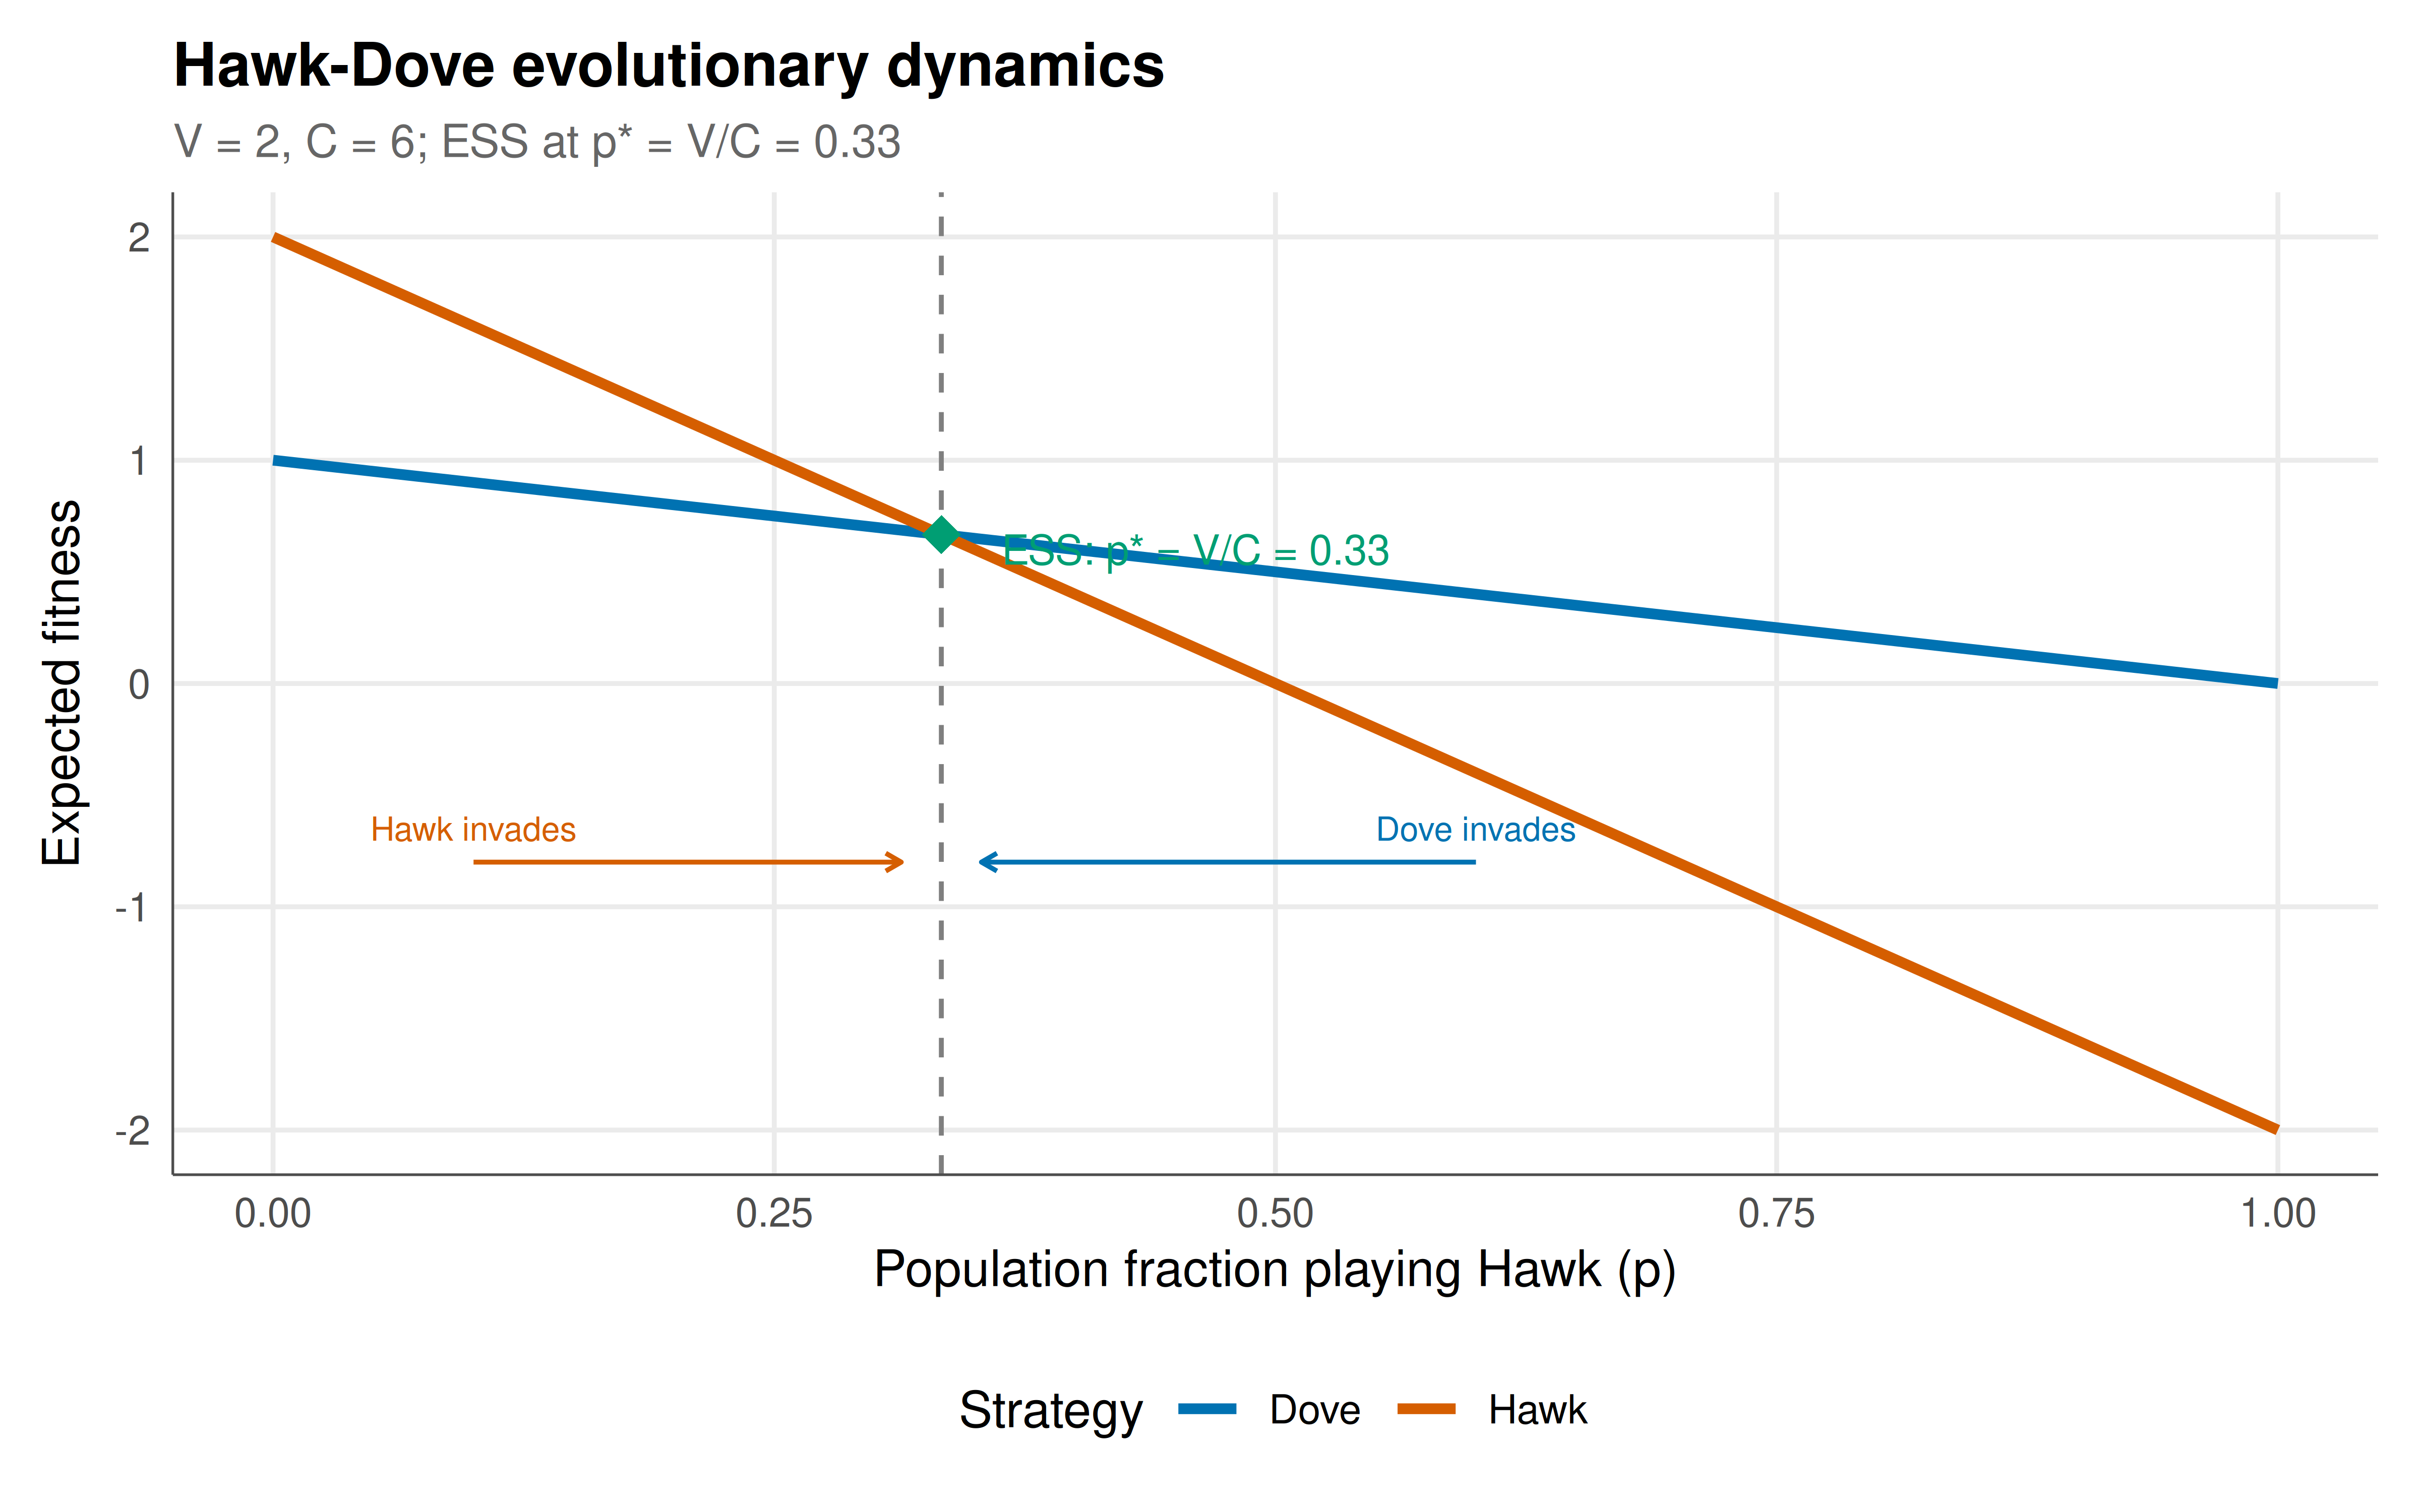 Hawk-Dove evolutionary dynamics
V = 2, C = 6; ESS at p* = V/C = 0.33
Expected fitness
2
1
0
-1
-2
ESS: p* = V/C = 0.33
Hawk invades
Dove invades
0.00 0.25 0.50 0.75 1.00
Population fraction playing Hawk (p)
Strategy Dove Hawk